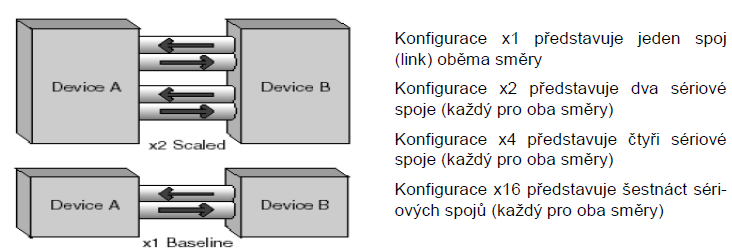 Device A
Device B
x2 Scaled
Device A
Device B
x1 Baseline
Konfigurace x1 představuje jeden spoj
(link) oběma směry
Konfigurace x2 představuje dva sériové
spoje (každý pro oba směry)
Konfigurace x4 představuje čtyři sériové
spoje (každý pro oba směry)
Konfigurace x16 představuje šestnáct séri-
ových spojů (každý pro oba směry)